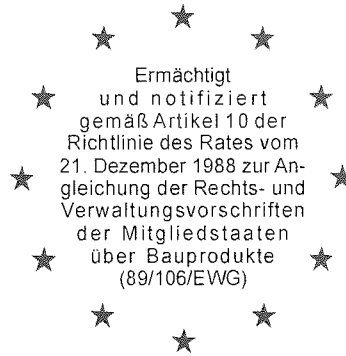 Ermächtigt
und notifiziert
gemäß Artikel 10 der
Richtlinie des Rates vom
21. Dezember 1988 zur An-
gleichung der Rechts- und
Verwaltungsvorschriften
der Mitgliedstaaten
über Bauprodukte
(89/106/EWG)